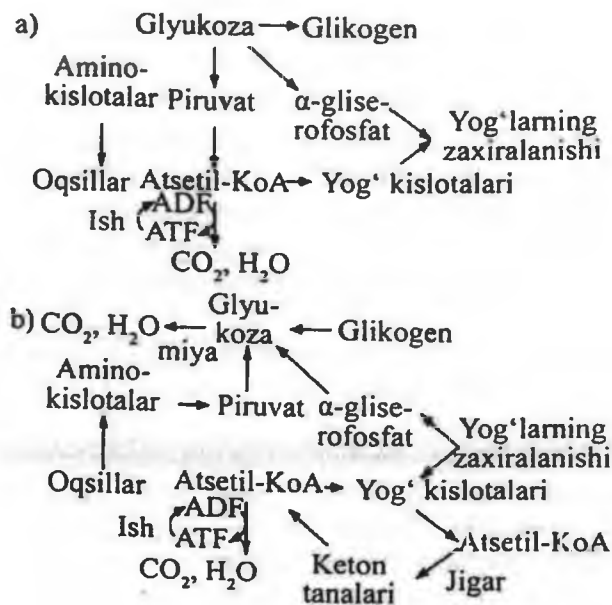 a) Glyukoza Glikogen
Amino-
kislotalar Piruvat α-glise-
rofosfat Yog‘larning
zaxiralanishi
Oqsillar Atsetil-KoA Yog‘ kislotalari
Ish ADF
ATF
CO₂, H₂O
b) CO₂, H₂O Glyu-
koza Glikogen
miya
Amino-
kislotalar Piruvat α-glise-
rofosfat Yog‘larning
zaxiralanishi
Oqsillar Atsetil-KoA Yog‘ kislotalari
Ish ADF
ATF
CO₂, H₂O Keton
tanalari Jigar Atsetil-KoA